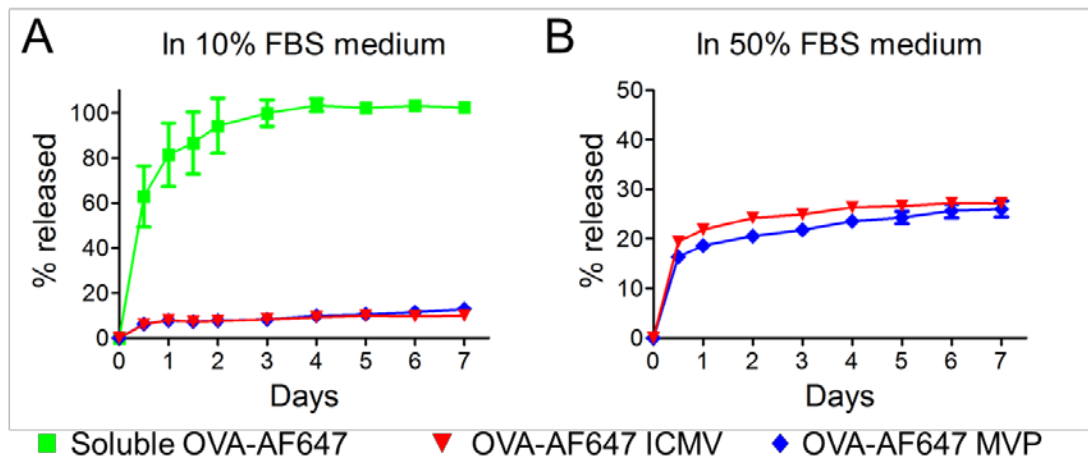 A In 10% FBS medium
% released
100
80
60
40
20
0
0 1 2 3 4 5 6 7
Days
B In 50% FBS medium
% released
50
40
30
20
10
0
0 1 2 3 4 5 6 7
Days
Soluble OVA-AF647 OVA-AF647 ICMV OVA-AF647 MVP